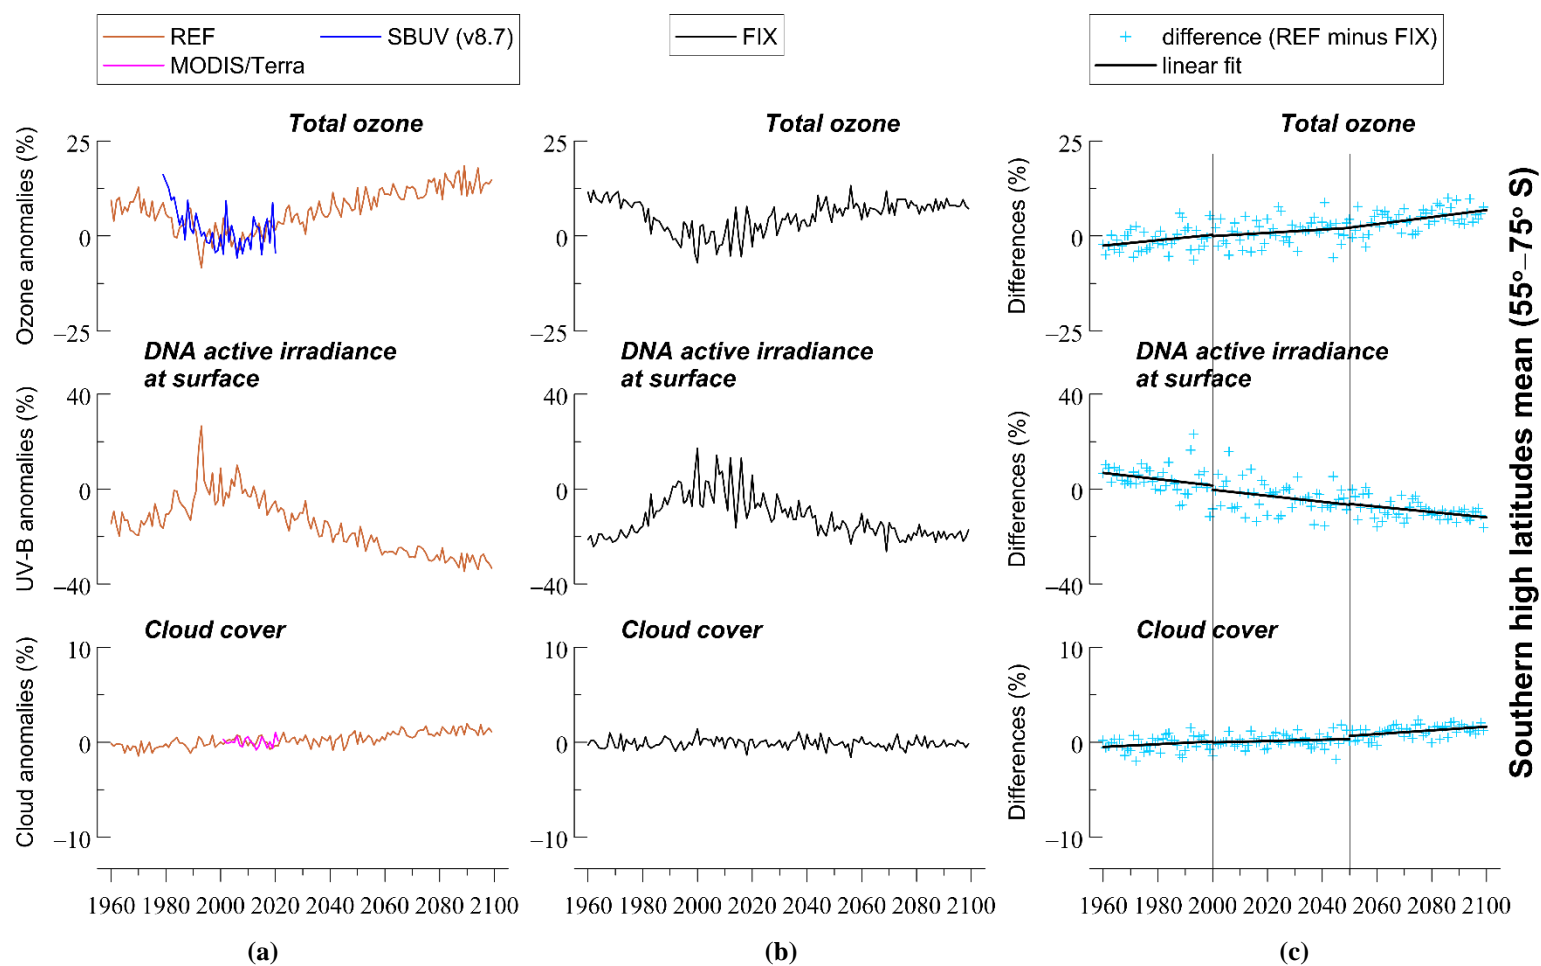 REF
SBUV (v8.7)
MODIS/Terra
FIX
difference (REF minus FIX)
linear fit
Total ozone
Total ozone
Total ozone
Ozone anomalies (%)
25
0
−25
25
0
−25
Differences (%)
25
0
−25
DNA active irradiance
at surface
DNA active irradiance
at surface
DNA active irradiance
at surface
UV-B anomalies (%)
40
0
−40
40
0
−40
Differences (%)
40
0
−40
Cloud cover
Cloud cover
Cloud cover
Cloud anomalies (%)
10
0
−10
10
0
−10
Differences (%)
10
0
−10
1960 1980 2000 2020 2040 2060 2080 2100
1960 1980 2000 2020 2040 2060 2080 2100
1960 1980 2000 2020 2040 2060 2080 2100
(a)
(b)
(c)
Southern high latitudes mean (55º–75º S)